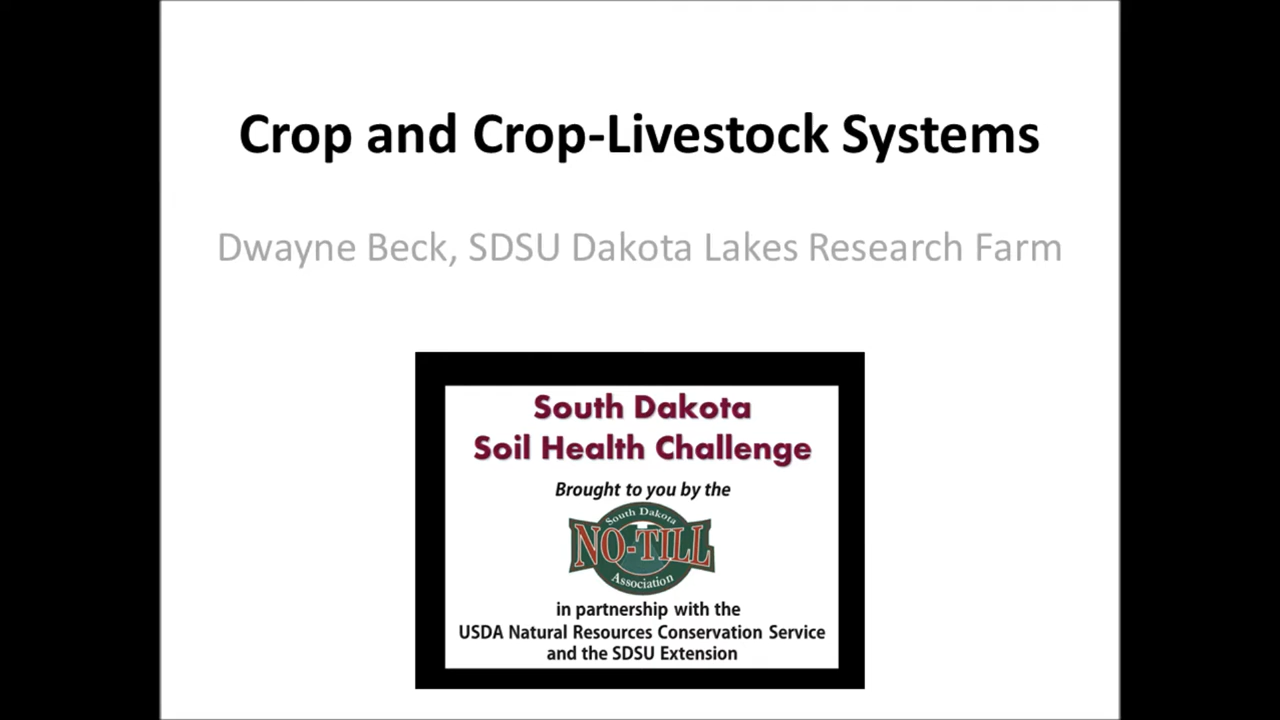 Crop and Crop-Livestock Systems
Dwayne Beck, SDSU Dakota Lakes Research Farm
South Dakota
Soil Health Challenge
Brought to you by the
South Dakota
NO-TILL
Association
in partnership with the
USDA Natural Resources Conservation Service
and the SDSU Extension